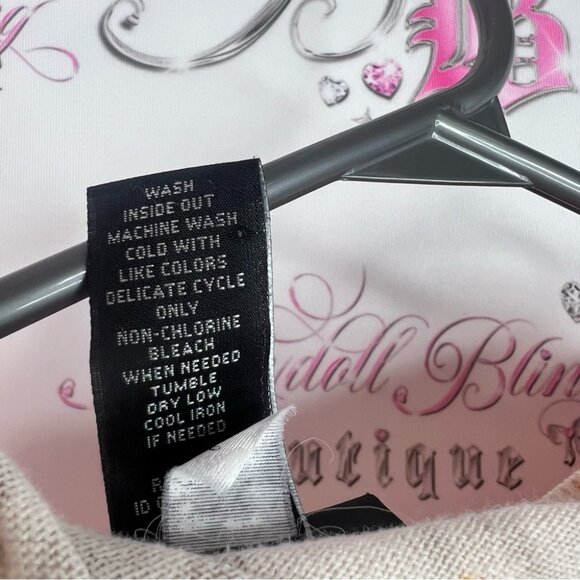 B
WASH
INSIDE OUT
MACHINE WASH
COLD WITH
LIKE COLORS
DELICATE CYCLE
ONLY
NON-CHLORINE
BLEACH
WHEN NEEDED
TUMBLE
DRY LOW
COOL IRON
IF NEEDED
ID